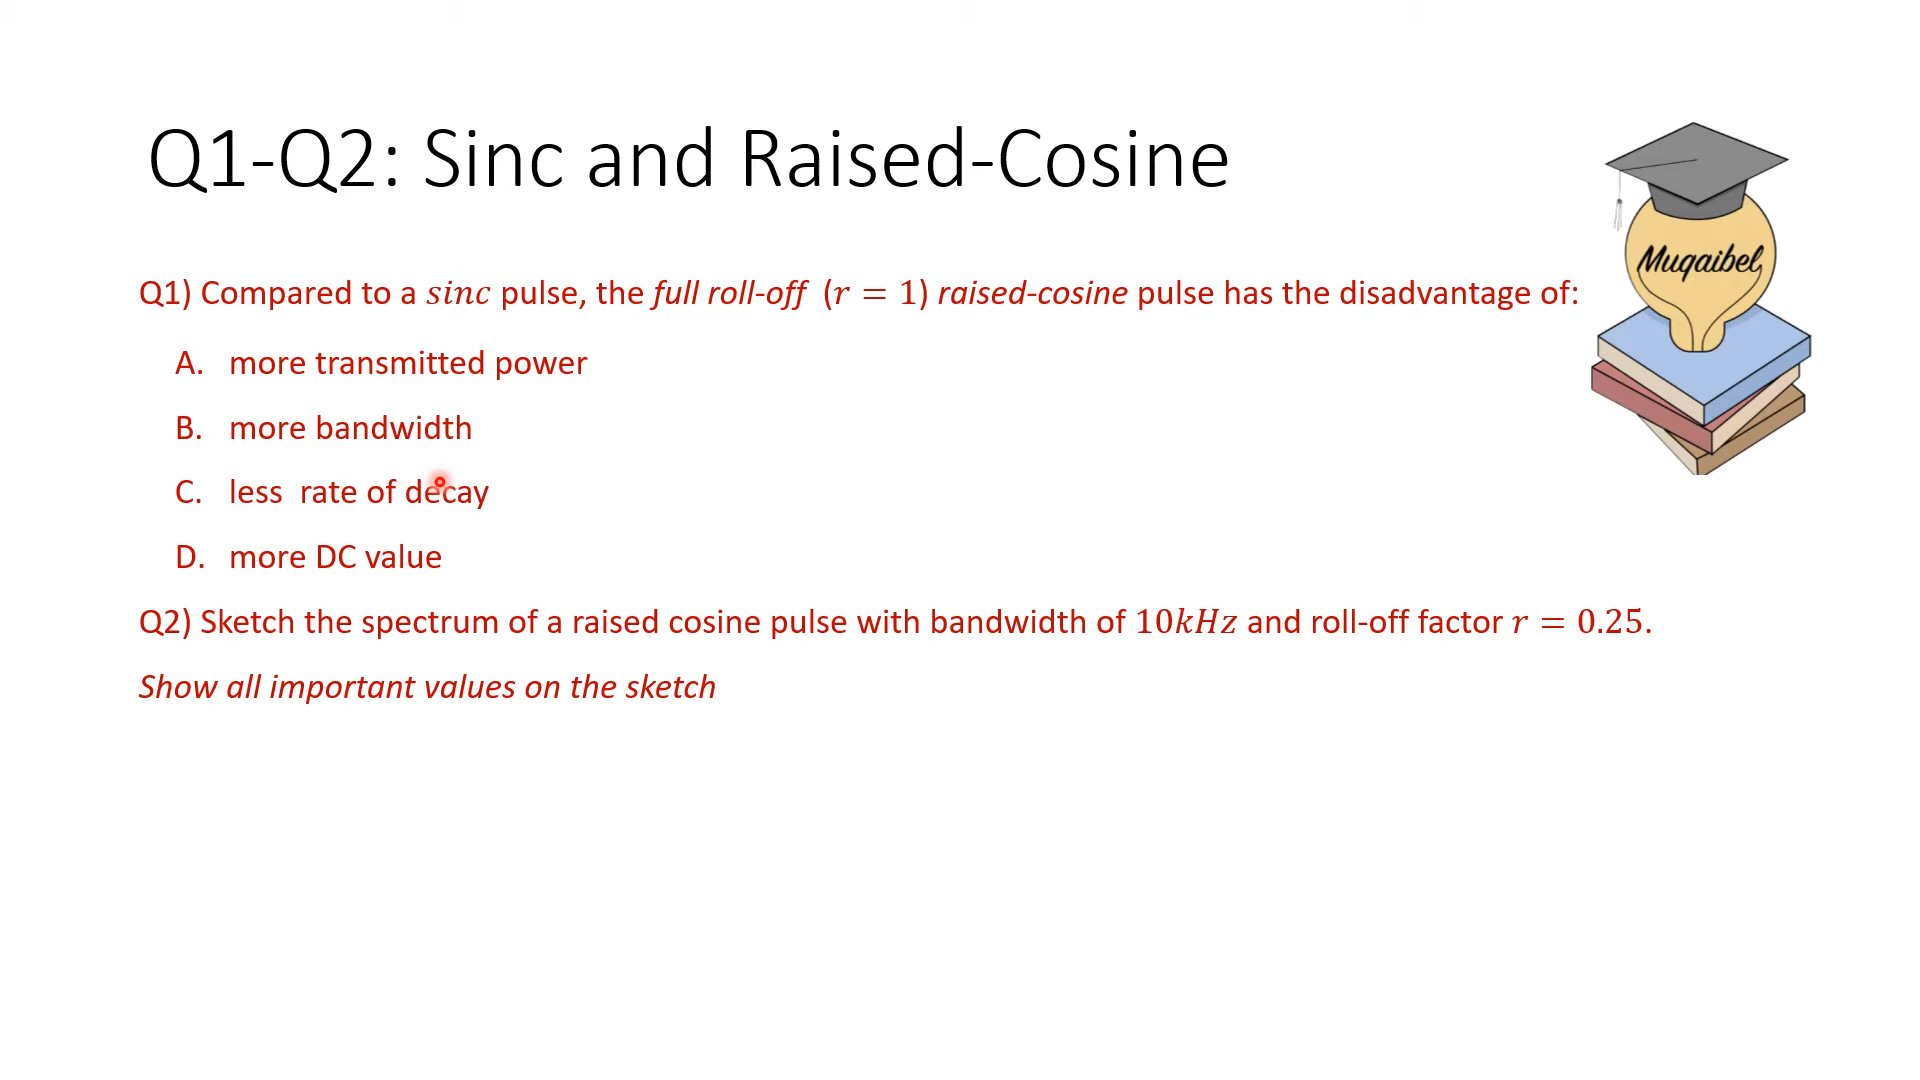 Q1-Q2: Sinc and Raised-Cosine
Muqaibel
Q1) Compared to a sinc pulse, the full roll-off (r = 1) raised-cosine pulse has the disadvantage of:
A. more transmitted power
B. more bandwidth
C. less rate of decay
D. more DC value
Q2) Sketch the spectrum of a raised cosine pulse with bandwidth of 10kHz and roll-off factor r = 0.25.
Show all important values on the sketch